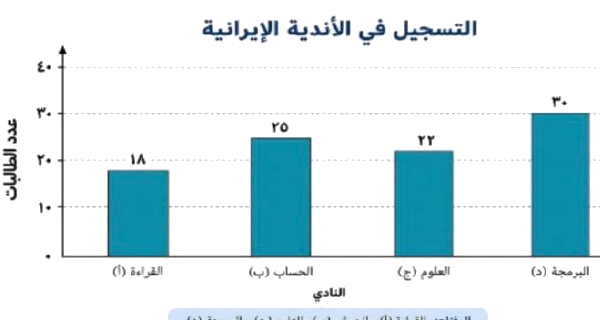 التسجيل في الأندية الإيرانية
عدد الطالبات
٤٠
٣٠
٢٠
١٠
٠
١٨
٢٥
٢٢
٣٠
القراءة (أ)
الحساب (ب)
العلوم (ج)
البرمجة (د)
النادي